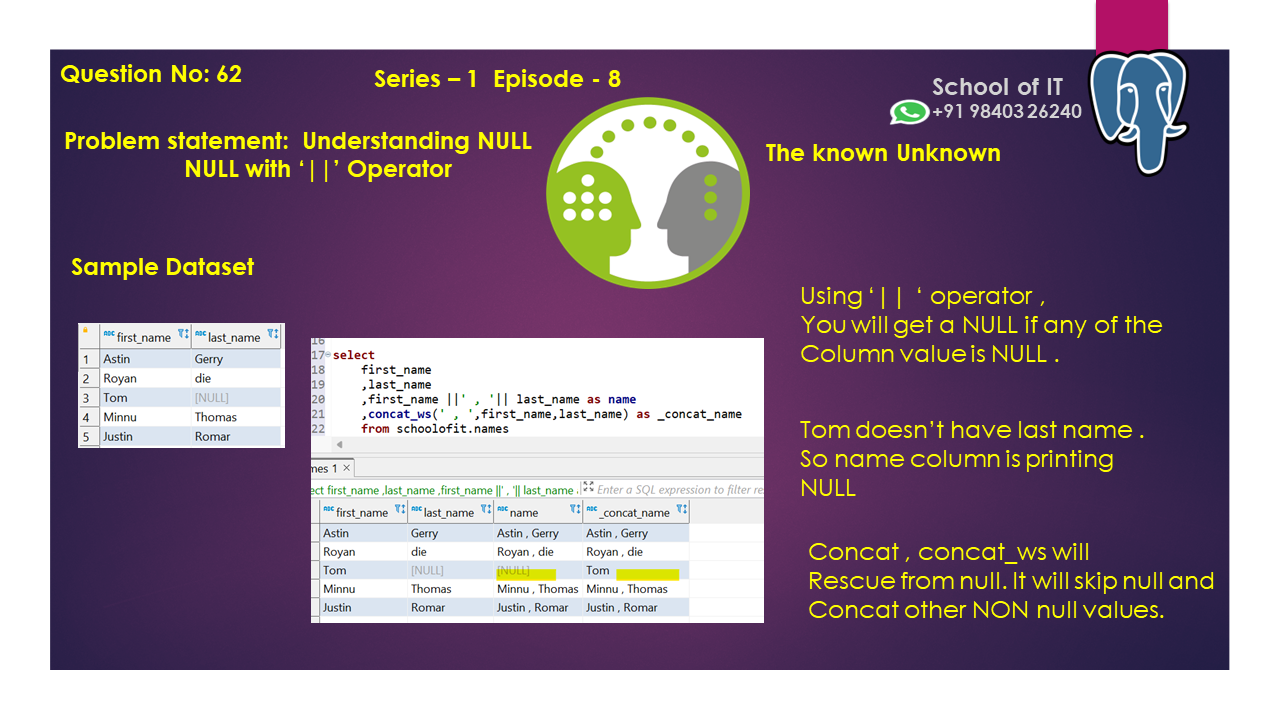 Question No: 62
Series – 1 Episode - 8
School of IT
+91 98403 26240
Problem statement: Understanding NULL
NULL with ‘||’ Operator
The known Unknown
Sample Dataset
first_name last_name
1 Astin Gerry
2 Royan die
3 Tom [NULL]
4 Minnu Thomas
5 Justin Romar
16
17 select
18 first_name
19 ,last_name
20 ,first_name ||' , '|| last_name as name
21 ,concat_ws(' , ',first_name,last_name) as _concat_name
22 from schoolofit.names
mes 1
ect first_name ,last_name ,first_name ||' , '|| last_name . Enter a SQL expression to filter re
first_name last_name name _concat_name
Astin Gerry Astin , Gerry Astin , Gerry
Royan die Royan , die Royan , die
Tom [NULL] [NULL] Tom
Minnu Thomas Minnu , Thomas Minnu , Thomas
Justin Romar Justin , Romar Justin , Romar
Using ‘|| ‘ operator ,
You will get a NULL if any of the
Column value is NULL .
Tom doesn’t have last name .
So name column is printing
NULL
Concat , concat_ws will
Rescue from null. It will skip null and
Concat other NON null values.